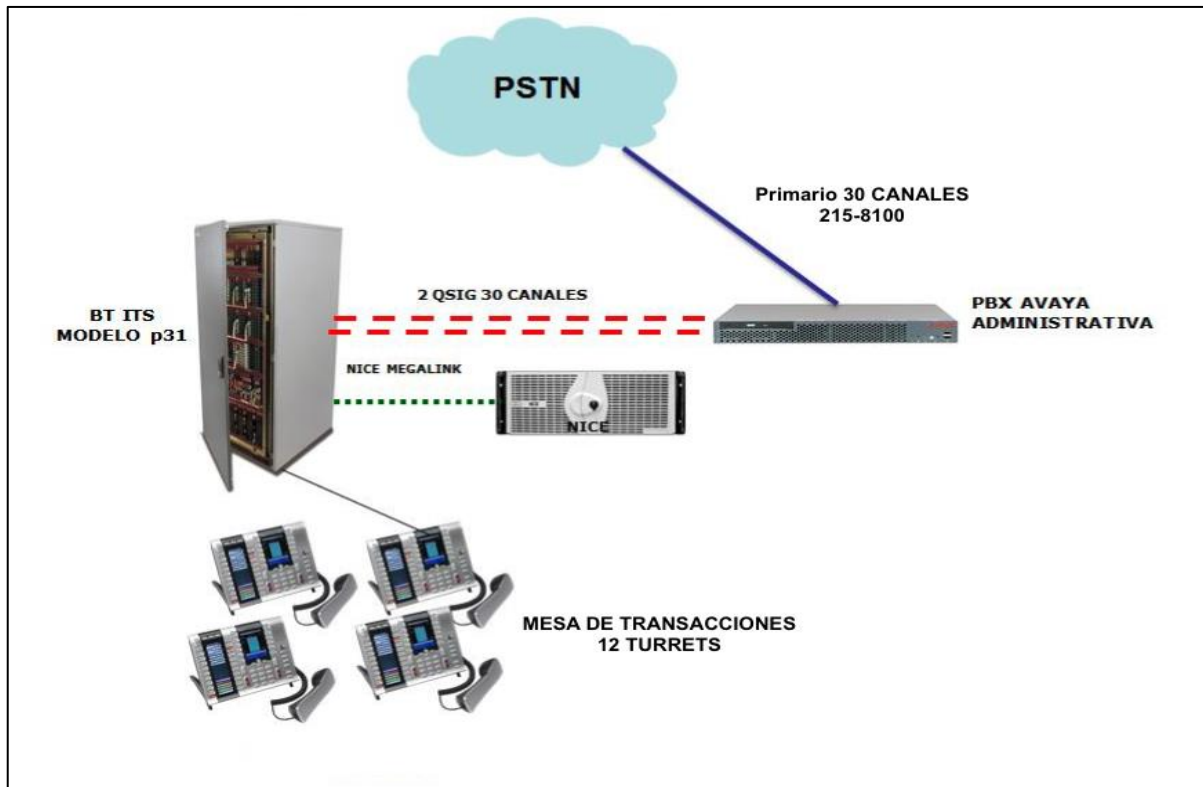 PSTN
Primario 30 CANALES
215-8100
2 QSIG 30 CANALES
BT ITS
MODELO p31
PBX AVAYA
ADMINISTRATIVA
NICE MEGALINK
NICE
MESA DE TRANSACCIONES
12 TURRETS